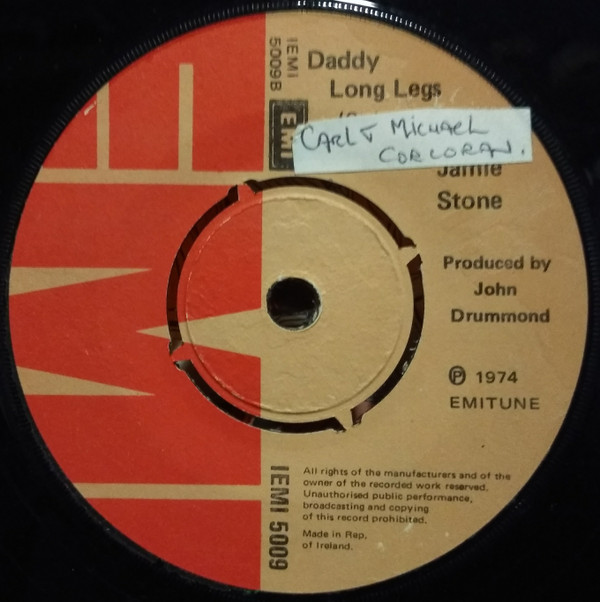 IEMI
5009B
EMI
Daddy
Long Legs
CARL & MICHAEL
CORCORAN.
Jamie
Stone
Produced by
John
Drummond
Ⓟ 1974
EMITUNE
IEMI 5009
All rights of the manufacturers and of the
owner of the recorded work reserved.
Unauthorised public performance,
broadcasting and copying
of this record prohibited.
Made in Rep.
of Ireland.
EMI